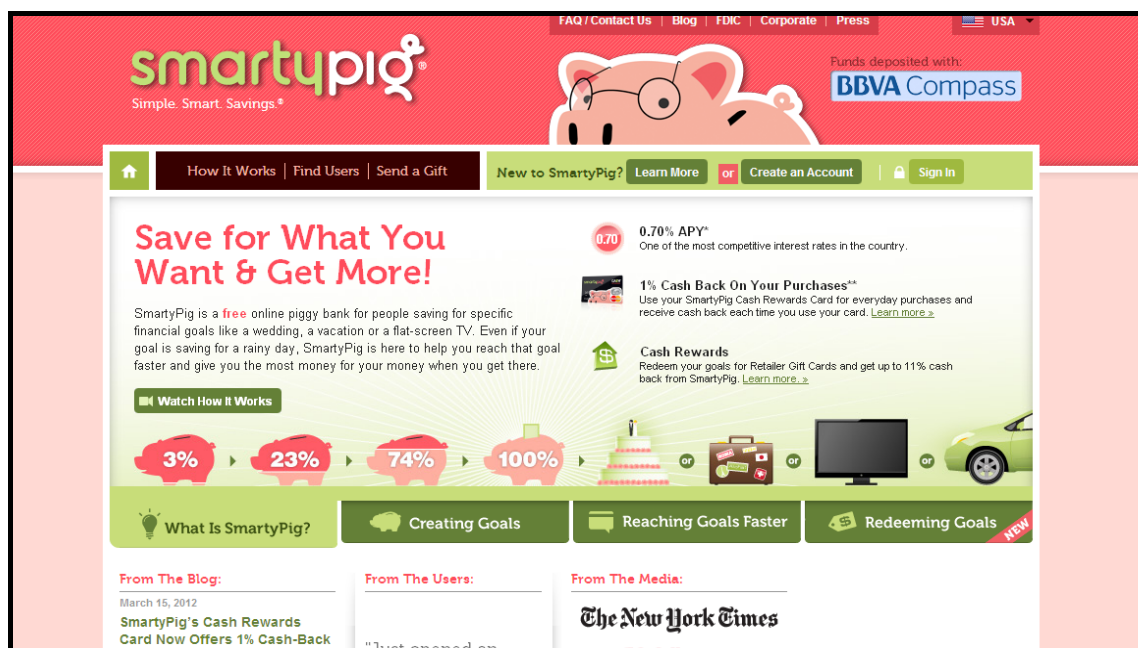 FAQ / Contact Us | Blog | FDIC | Corporate | Press
USA
smartypig®
Simple. Smart. Savings.®
Funds deposited with:
BBVA Compass
How It Works | Find Users | Send a Gift
New to SmartyPig? Learn More or Create an Account | Sign In
Save for What You
Want & Get More!
SmartyPig is a free online piggy bank for people saving for specific
financial goals like a wedding, a vacation or a flat-screen TV. Even if your
goal is saving for a rainy day, SmartyPig is here to help you reach that goal
faster and give you the most money for your money when you get there.
Watch How It Works
0.70
0.70% APY*
One of the most competitive interest rates in the country.
1% Cash Back On Your Purchases**
Use your SmartyPig Cash Rewards Card for everyday purchases and
receive cash back each time you use your card. Learn more »
Cash Rewards
Redeem your goals for Retailer Gift Cards and get up to 11% cash
back from SmartyPig. Learn more. »
3%
23%
74%
100%
or
or
or
What Is SmartyPig?
Creating Goals
Reaching Goals Faster
Redeeming Goals
NEW
From The Blog:
March 15, 2012
SmartyPig's Cash Rewards
Card Now Offers 1% Cash-Back
From The Users:
"Just opened an
From The Media:
The New York Times